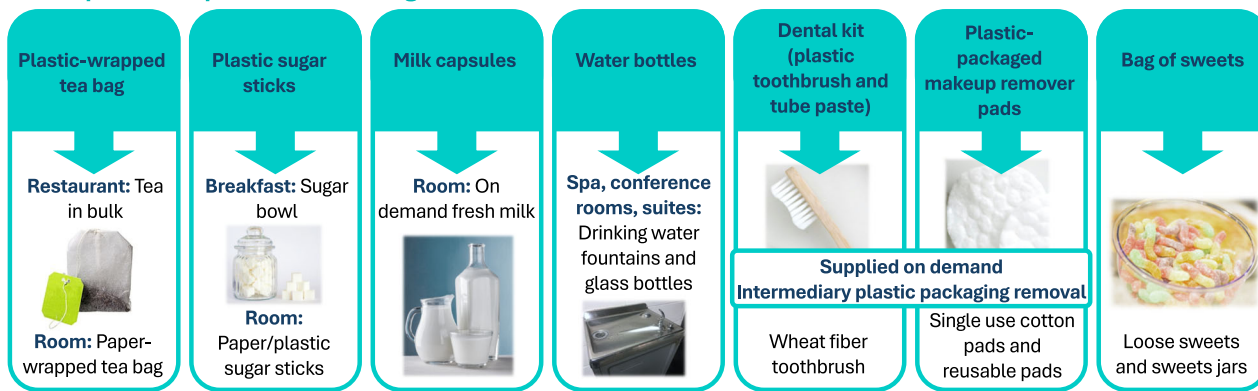 Plastic-wrapped
tea bag
Restaurant: Tea
in bulk
Room: Paper-
wrapped tea bag
Plastic sugar
sticks
Breakfast: Sugar
bowl
Room:
Paper/plastic
sugar sticks
Milk capsules
Room: On
demand fresh milk
Water bottles
Spa, conference
rooms, suites:
Drinking water
fountains and
glass bottles
Dental kit
(plastic
toothbrush and
tube paste)
Plastic-
packaged
makeup remover
pads
Supplied on demand
Intermediary plastic packaging removal
Wheat fiber
toothbrush
Single use cotton
pads and
reusable pads
Bag of sweets
Loose sweets
and sweets jars